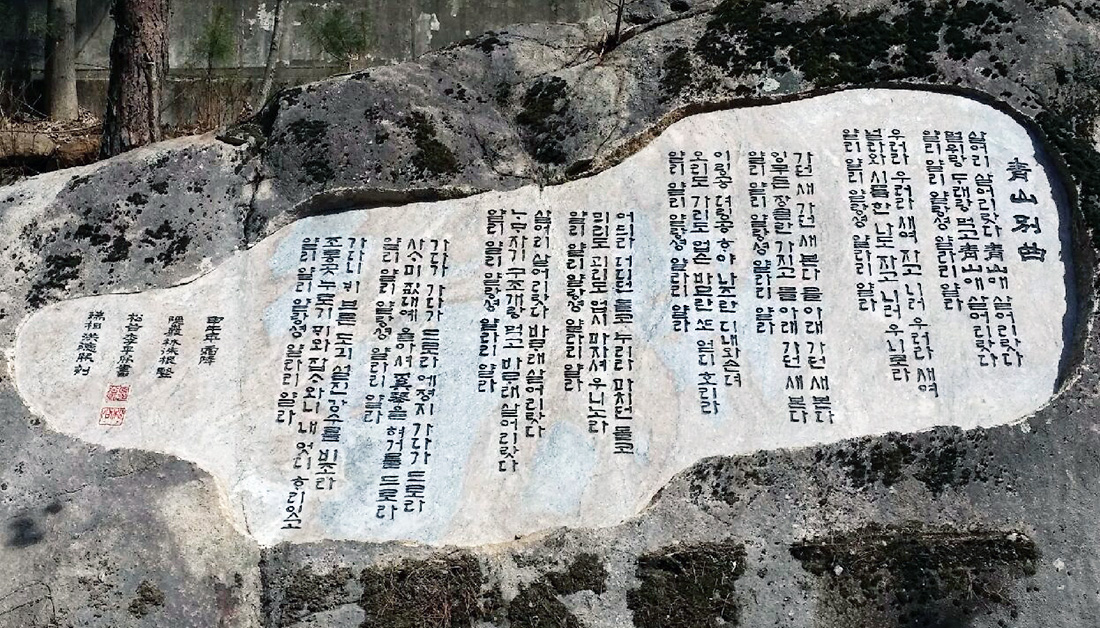 靑山別曲
살어리 살어리랏다 靑山애 살어리랏다
멀위랑 ᄃᆞ래랑 먹고 靑山애 살어리랏다
얄리 얄리 얄랑셩 얄라리 얄라
우러라 우러라 새여 자고 니러 우러라 새여
널라와 시름 한 나도 자고 니러 우니로라
얄리 얄리 얄랑셩 얄라리 얄라
가던 새 가던 새 본다 믈 아래 가던 새 본다
잉무든 장글란 가지고 믈 아래 가던 새 본다
얄리 얄리 얄랑셩 얄라리 얄라
이링공 뎌링공 ᄒᆞ야 나즈란 디내와손뎌
오리도 가리도 업슨 바므란 ᄯᅩ 엇디 호리라
얄리 얄리 얄랑셩 얄라리 얄라
어듸라 더디던 돌코 누리라 마치던 돌코
믜리도 괴리도 업시 마자셔 우니노라
얄리 얄리 얄랑셩 얄라리 얄라
살어리 살어리랏다 바ᄅᆞ래 살어리랏다
ᄂᆞᄆᆞ자기 구조개랑 먹고 바ᄅᆞ래 살어리랏다
얄리 얄리 얄랑셩 얄라리 얄라
가다가 가다가 드로라 에졍지 가다가 드로라
사ᄉᆞ미 짒대예 올아셔 奚琴을 혀거를 드로라
얄리 얄리 얄랑셩 얄라리 얄라
가다니 ᄇᆡ브른 도긔 설진 강수를 비조라
조롱곳 누로기 ᄆᆡ와 잡ᄉᆞ와니 내 엇디 ᄒᆞ리잇고
얄리 얄리 얄랑셩 얄라리 얄라
霜降
林洙根
書
刻